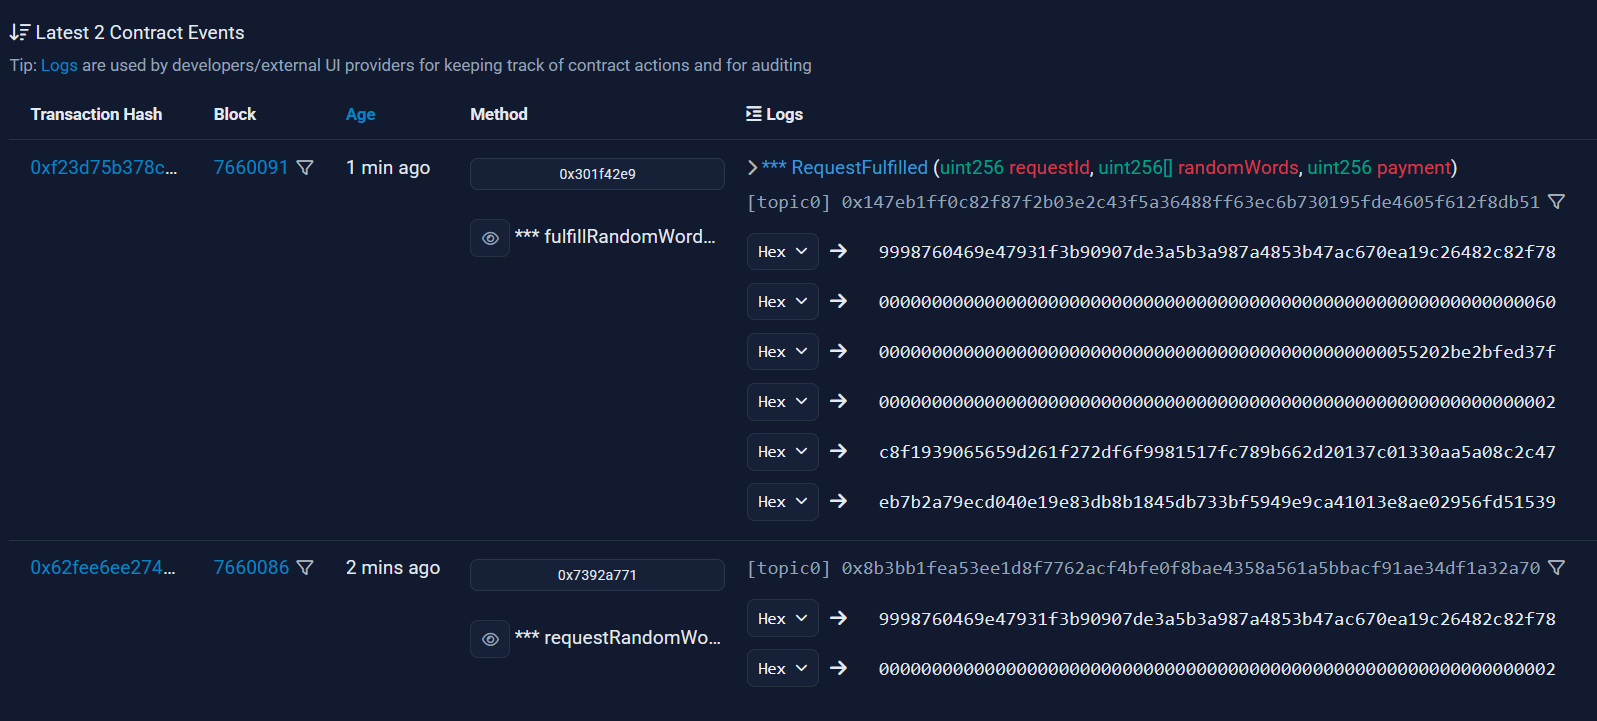 Latest 2 Contract Events
Tip: Logs are used by developers/external UI providers for keeping track of contract actions and for auditing
Transaction Hash Block Age Method Logs
0xf23d75b378c... 7660091 1 min ago 0x301f42e9 *** RequestFulfilled (uint256 requestId, uint256[] randomWords, uint256 payment)
[topic0] 0x147eb1ff0c82f87f2b03e2c43f5a36488ff63ec6b730195fde4605f612f8db51
*** fulfillRandomWord...
Hex → 9998760469e47931f3b90907de3a5b3a987a4853b47ac670ea19c26482c82f78
Hex → 0000000000000000000000000000000000000000000000000000000000000060
Hex → 00000000000000000000000000000000000000000000000055202be2bfed37f
Hex → 0000000000000000000000000000000000000000000000000000000000000002
Hex → c8f1939065659d261f272df6f9981517fc789b662d20137c01330aa5a08c2c47
Hex → eb7b2a79ecd040e19e83db8b1845db733bf5949e9ca41013e8ae02956fd51539
0x62fee6ee274... 7660086 2 mins ago 0x7392a771 [topic0] 0x8b3bb1fea53ee1d8f7762acf4bfe0f8bae4358a561a5bbacf91ae34df1a32a70
*** requestRandomWo...
Hex → 9998760469e47931f3b90907de3a5b3a987a4853b47ac670ea19c26482c82f78
Hex → 0000000000000000000000000000000000000000000000000000000000000002